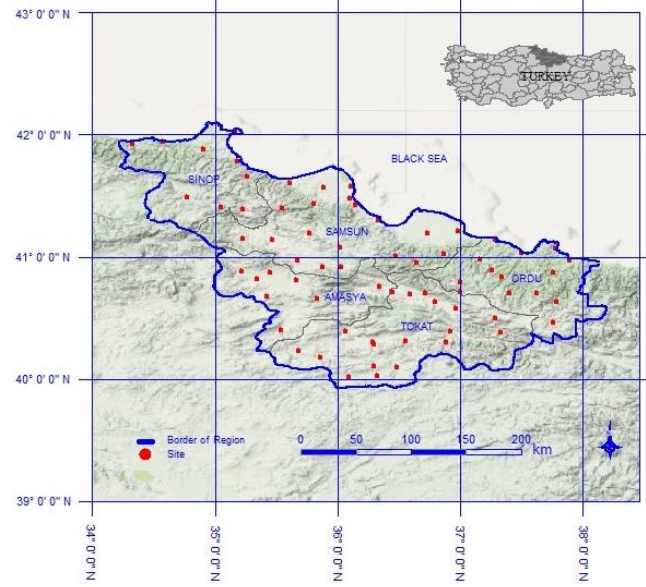 43° 0' 0" N
TURKEY
42° 0' 0" N
BLACK SEA
SINOP
SAMSUN
41° 0' 0" N
ORDU
AMASYA
TOKAT
40° 0' 0" N
Border of Region
Site
0 50 100 150 200
km
39° 0' 0" N
34° 0' 0" N
35° 0' 0" N
36° 0' 0" N
37° 0' 0" N
38° 0' 0" N